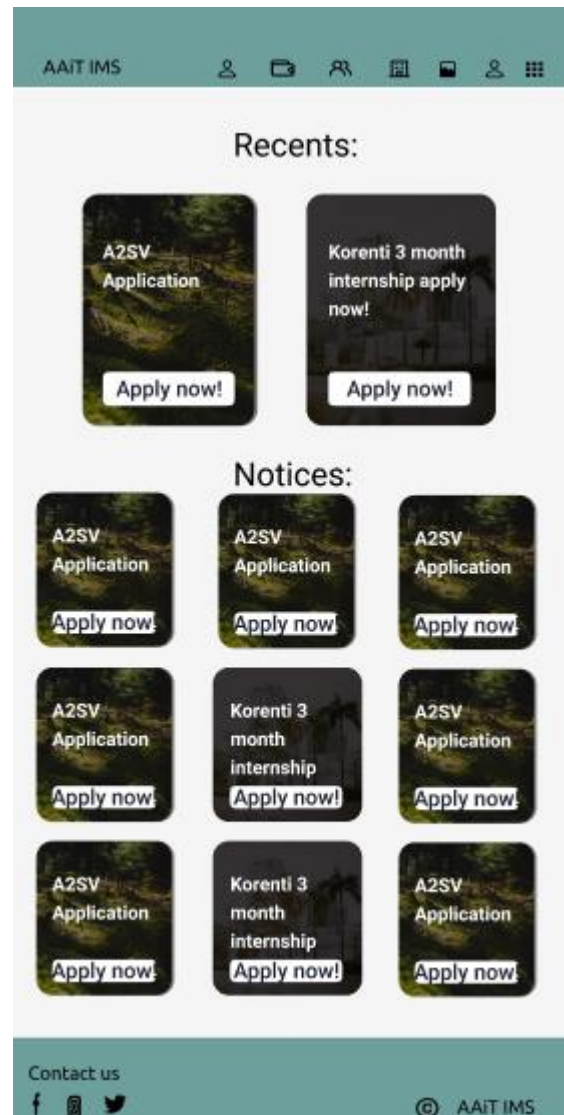 AAiT IMS
Recents:
A2SV
Application
Apply now!
Korenti 3 month
internship apply
now!
Apply now!
Notices:
A2SV
Application
Apply now!
A2SV
Application
Apply now!
A2SV
Application
Apply now!
A2SV
Application
Apply now!
Korenti 3
month
internship
Apply now!
A2SV
Application
Apply now!
A2SV
Application
Apply now!
Korenti 3
month
internship
Apply now!
A2SV
Application
Apply now!
Contact us
© AAiT IMS